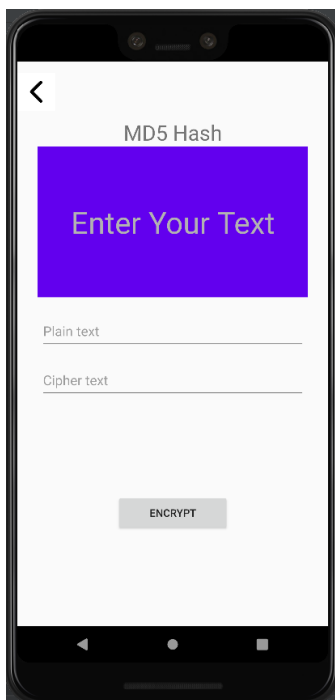 MD5 Hash
Enter Your Text
Plain text
Cipher text
ENCRYPT